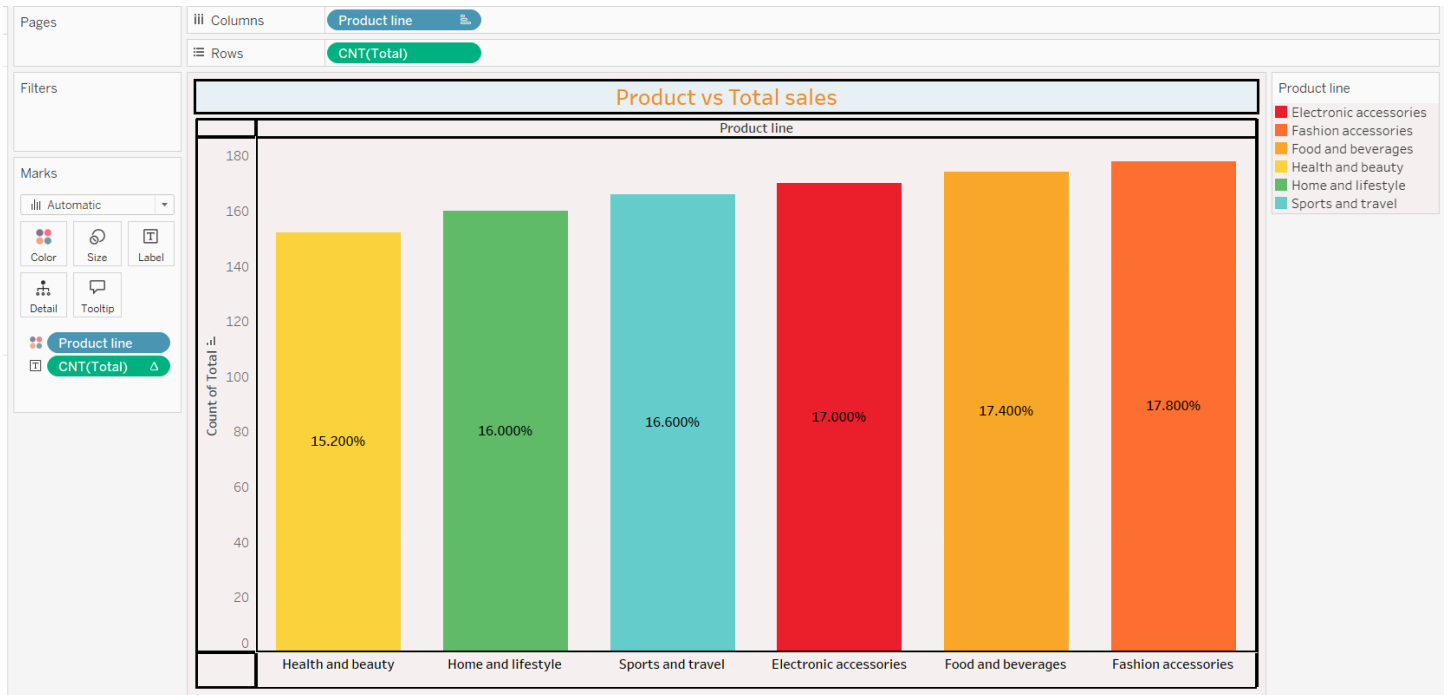 Pages
Columns
Product line
Rows
CNT(Total)
Filters
Marks
Automatic
Color
Size
T
Label
Detail
Tooltip
Product line
T
CNT(Total) Δ
Product vs Total sales
Product line
Count of Total
180
160
140
120
100
80
60
40
20
0
15.200%
16.000%
16.600%
17.000%
17.400%
17.800%
Health and beauty
Home and lifestyle
Sports and travel
Electronic accessories
Food and beverages
Fashion accessories
Product line
Electronic accessories
Fashion accessories
Food and beverages
Health and beauty
Home and lifestyle
Sports and travel